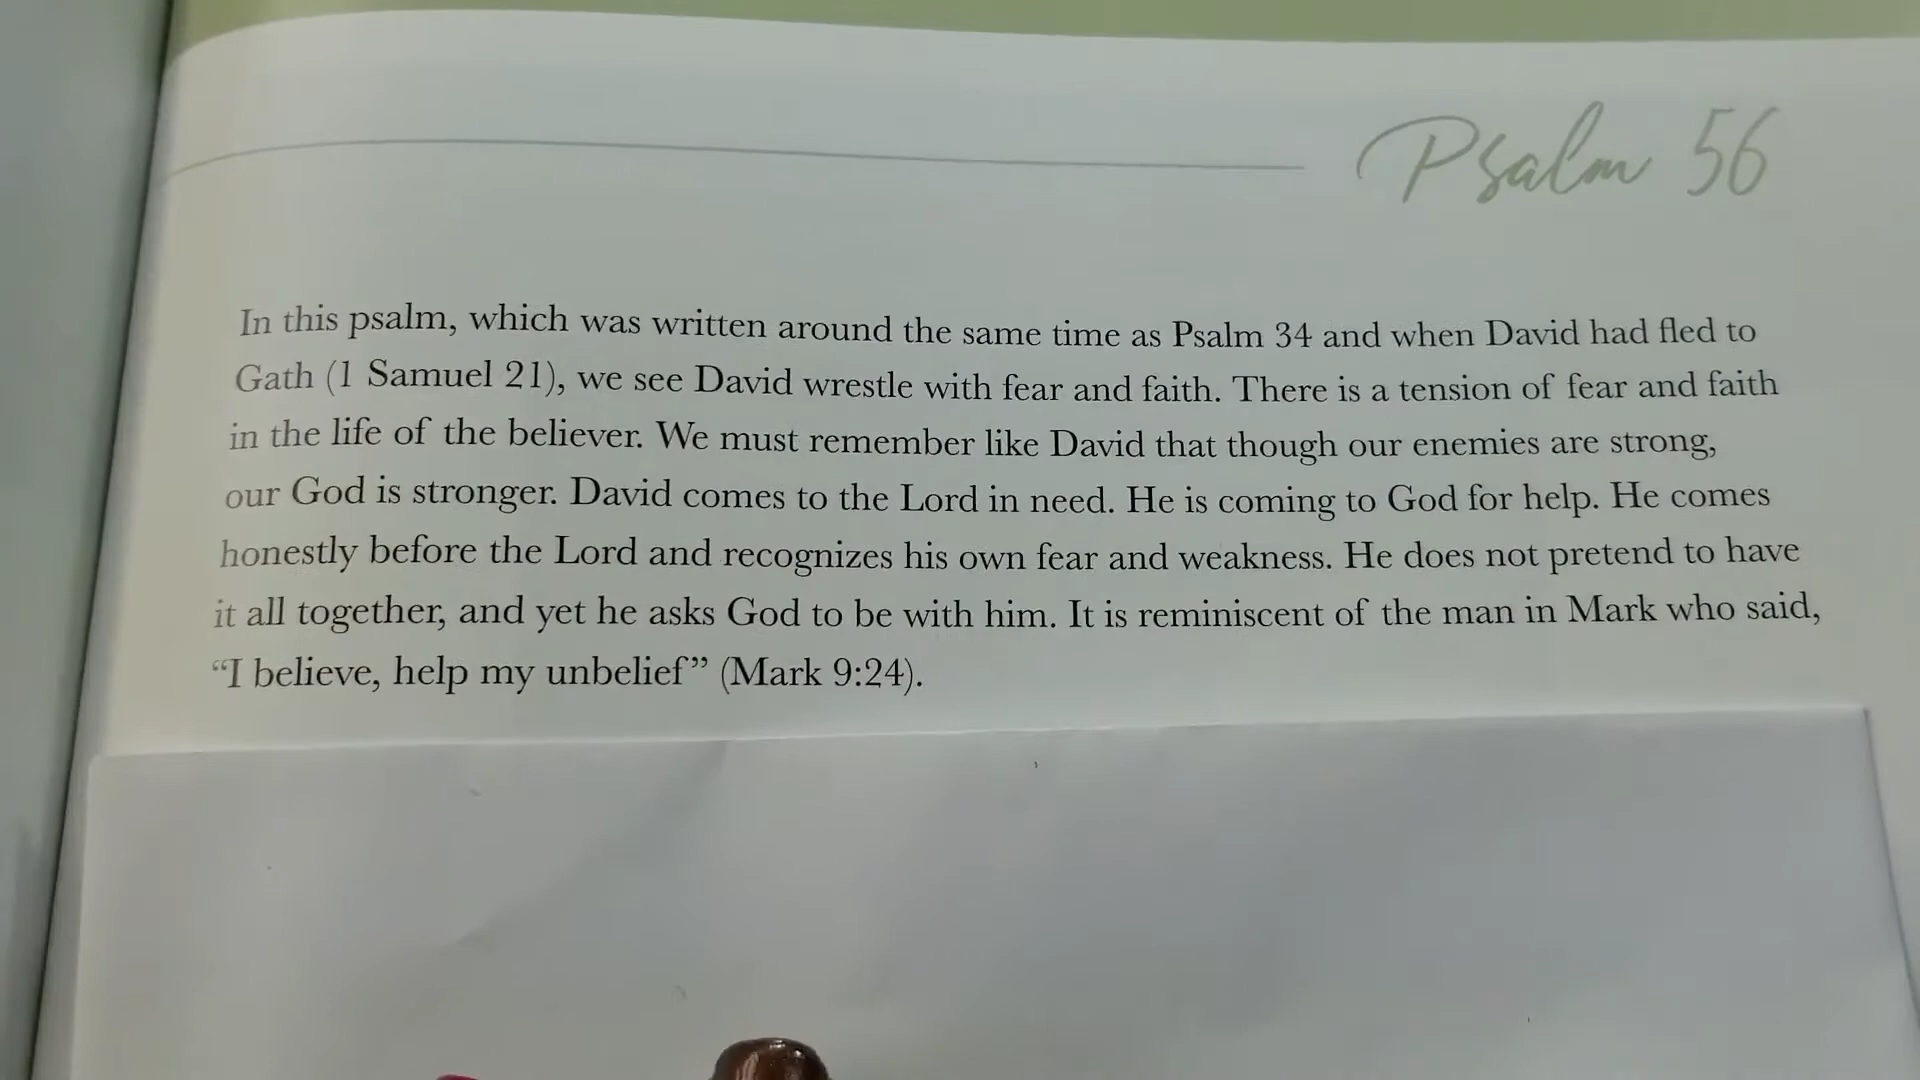 Psalm 56
In this psalm, which was written around the same time as Psalm 34 and when David had fled to
Gath (1 Samuel 21), we see David wrestle with fear and faith. There is a tension of fear and faith
in the life of the believer. We must remember like David that though our enemies are strong,
our God is stronger. David comes to the Lord in need. He is coming to God for help. He comes
honestly before the Lord and recognizes his own fear and weakness. He does not pretend to have
it all together, and yet he asks God to be with him. It is reminiscent of the man in Mark who said,
“I believe, help my unbelief” (Mark 9:24).